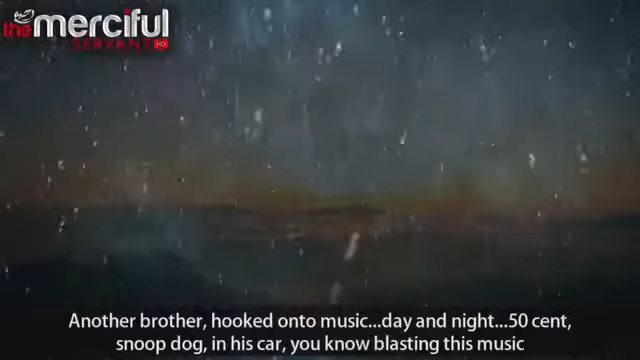 the merciful
SERVANT HD
Another brother, hooked onto music...day and night...50 cent,
snoop dog, in his car, you know blasting this music